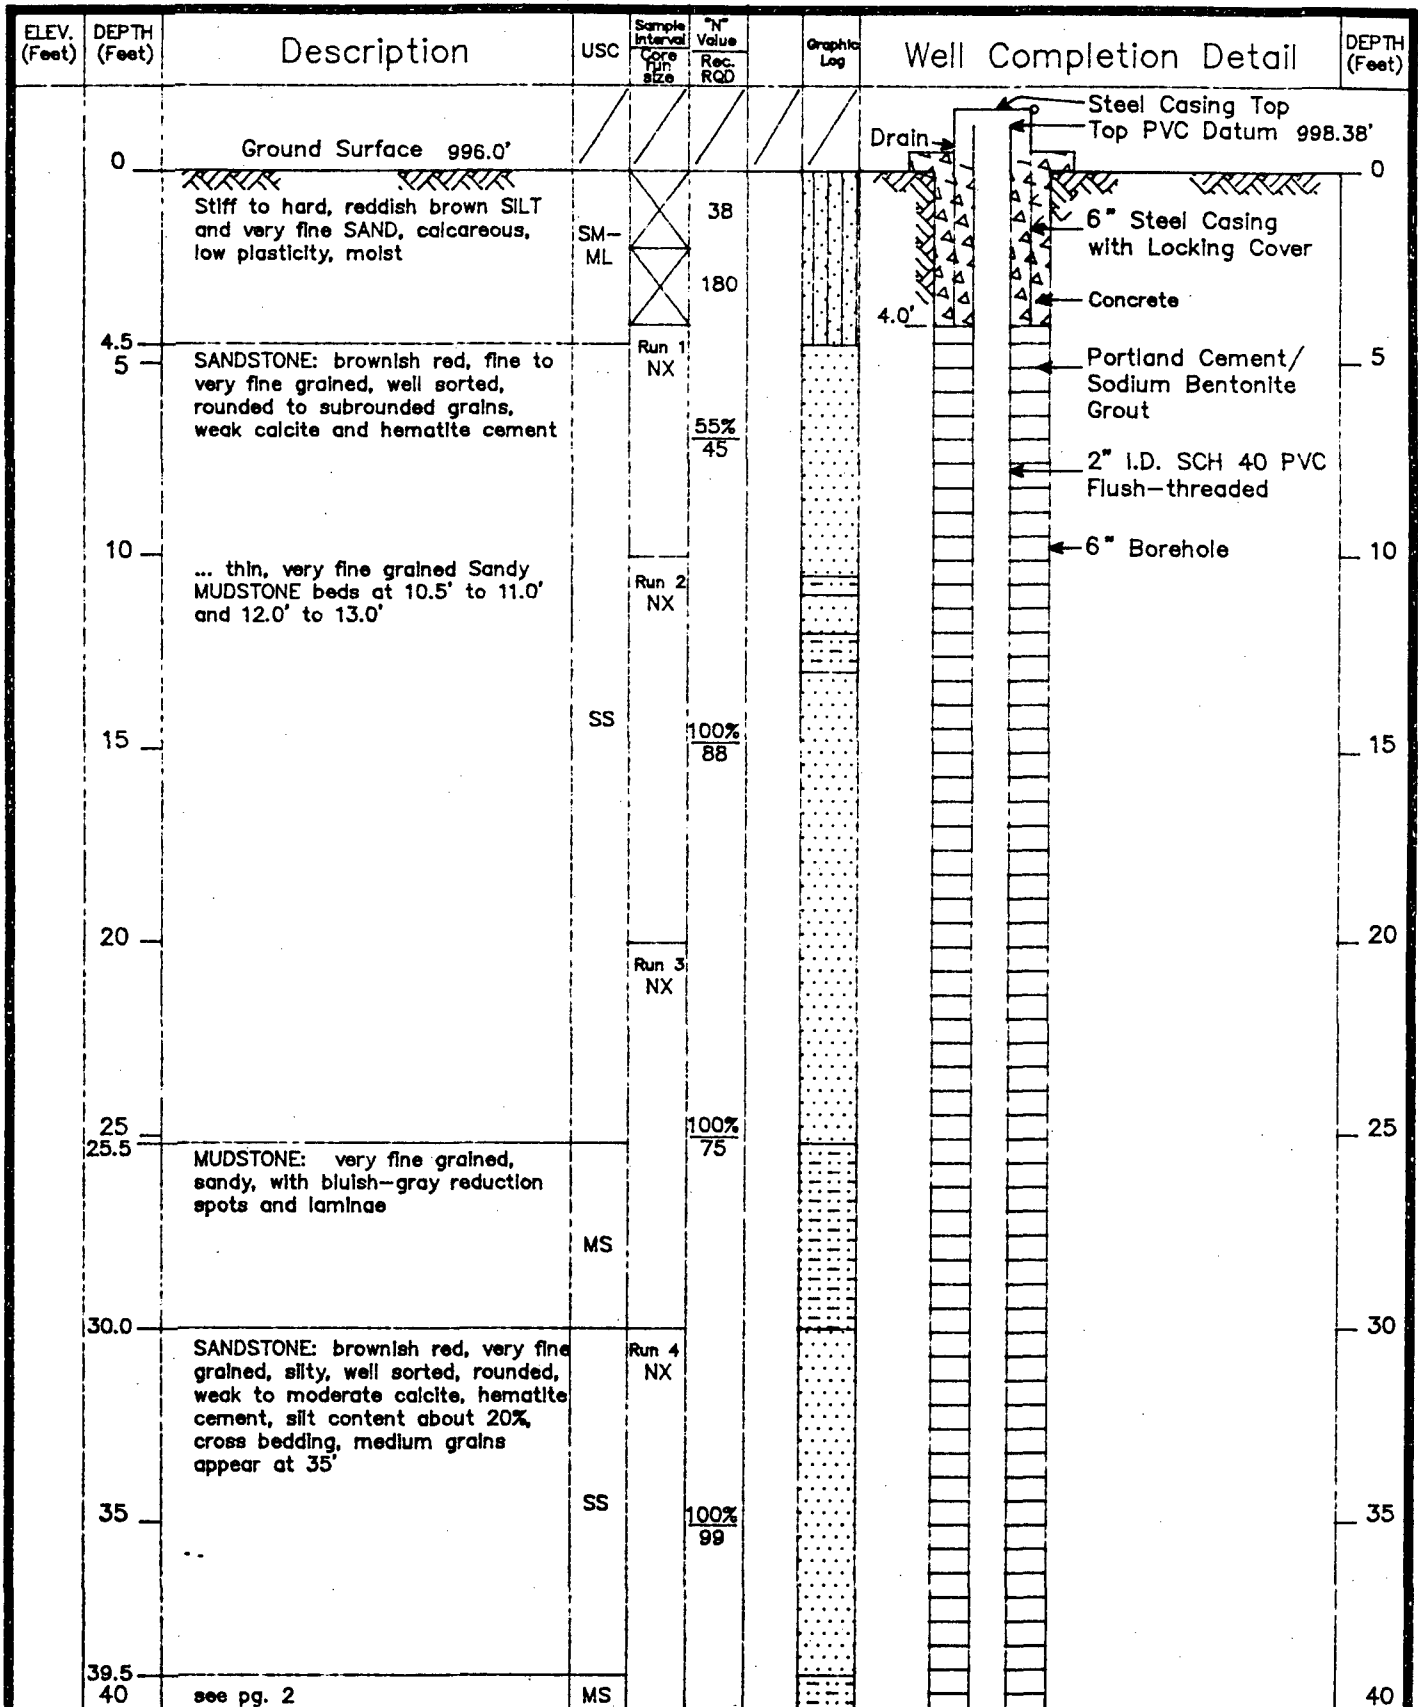 ELEV.
(Feet)
DEPTH
(Feet)
Description
USC
Sample
Interval
Core
run
size
"N"
Value
Rec.
RQD
Graphic
Log
Well Completion Detail
DEPTH
(Feet)
Steel Casing Top
Top PVC Datum 998.38'
Drain
Ground Surface 996.0'
0
0
Stiff to hard, reddish brown SILT
and very fine SAND, calcareous,
low plasticity, moist
SM-
ML
38
180
6" Steel Casing
with Locking Cover
Concrete
4.0'
4.5
5
SANDSTONE: brownish red, fine to
very fine grained, well sorted,
rounded to subrounded grains,
weak calcite and hematite cement
Run 1
NX
55%
45
Portland Cement/
Sodium Bentonite
Grout
5
2" I.D. SCH 40 PVC
Flush-threaded
6" Borehole
10
10
... thin, very fine grained Sandy
MUDSTONE beds at 10.5' to 11.0'
and 12.0' to 13.0'
Run 2
NX
SS
15
100%
88
15
20
20
Run 3
NX
25
25.5
100%
75
25
MUDSTONE: very fine grained,
sandy, with bluish-gray reduction
spots and laminae
MS
30.0
30
SANDSTONE: brownish red, very fine
grained, silty, well sorted, rounded,
weak to moderate calcite, hematite
cement, silt content about 20%,
cross bedding, medium grains
appear at 35'
Run 4
NX
SS
35
100%
99
35
39.5
40
see pg. 2
MS
40